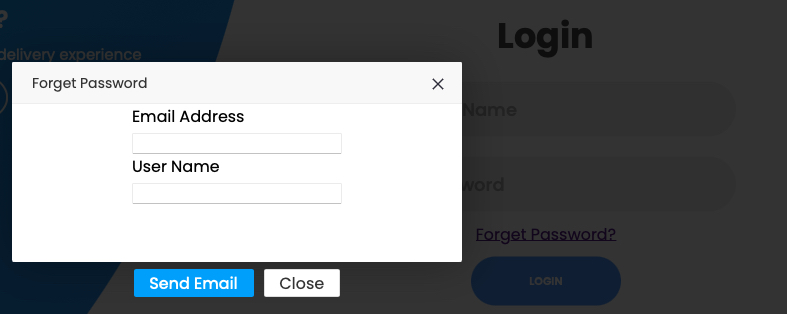 ?
delivery experience
Login
Forget Password
Email Address
User Name
Name
word
Forget Password?
Send Email
Close
LOGIN